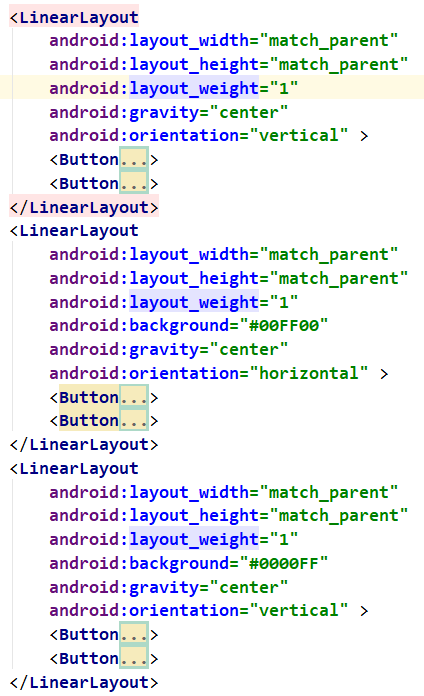 <LinearLayout
android:layout_width="match_parent"
android:layout_height="match_parent"
android:layout_weight="1"
android:gravity="center"
android:orientation="vertical" >
<Button...>
<Button...>
</LinearLayout>
<LinearLayout
android:layout_width="match_parent"
android:layout_height="match_parent"
android:layout_weight="1"
android:background="#00FF00"
android:gravity="center"
android:orientation="horizontal" >
<Button...>
<Button...>
</LinearLayout>
<LinearLayout
android:layout_width="match_parent"
android:layout_height="match_parent"
android:layout_weight="1"
android:background="#0000FF"
android:gravity="center"
android:orientation="vertical" >
<Button...>
<Button...>
</LinearLayout>